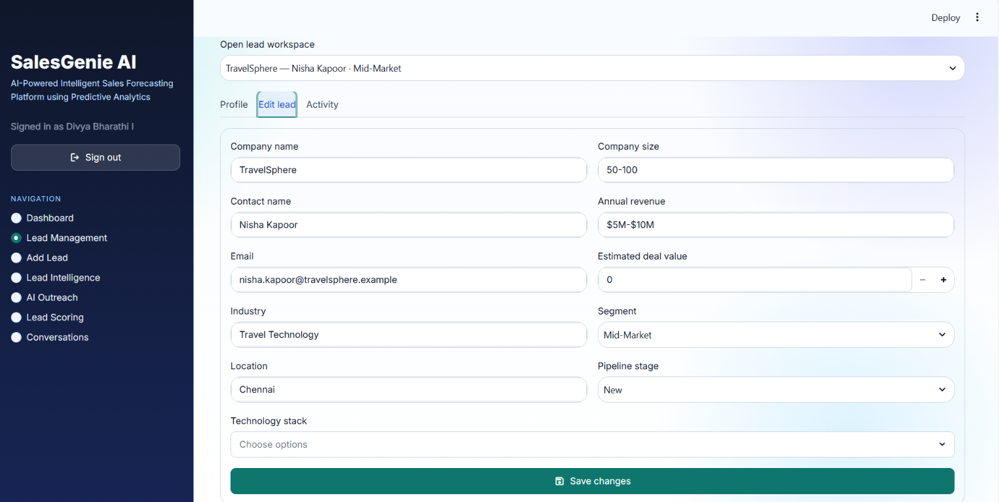 Deploy
SalesGenie AI
AI-Powered Intelligent Sales Forecasting
Platform using Predictive Analytics
Signed in as Divya Bharathi I
Sign out
NAVIGATION
Dashboard
Lead Management
Add Lead
Lead Intelligence
AI Outreach
Lead Scoring
Conversations
Open lead workspace
TravelSphere — Nisha Kapoor · Mid-Market
Profile Edit lead Activity
Company name
TravelSphere
Company size
50-100
Contact name
Nisha Kapoor
Annual revenue
$5M-$10M
Email
nisha.kapoor@travelsphere.example
Estimated deal value
0
Industry
Travel Technology
Segment
Mid-Market
Location
Chennai
Pipeline stage
New
Technology stack
Choose options
Save changes